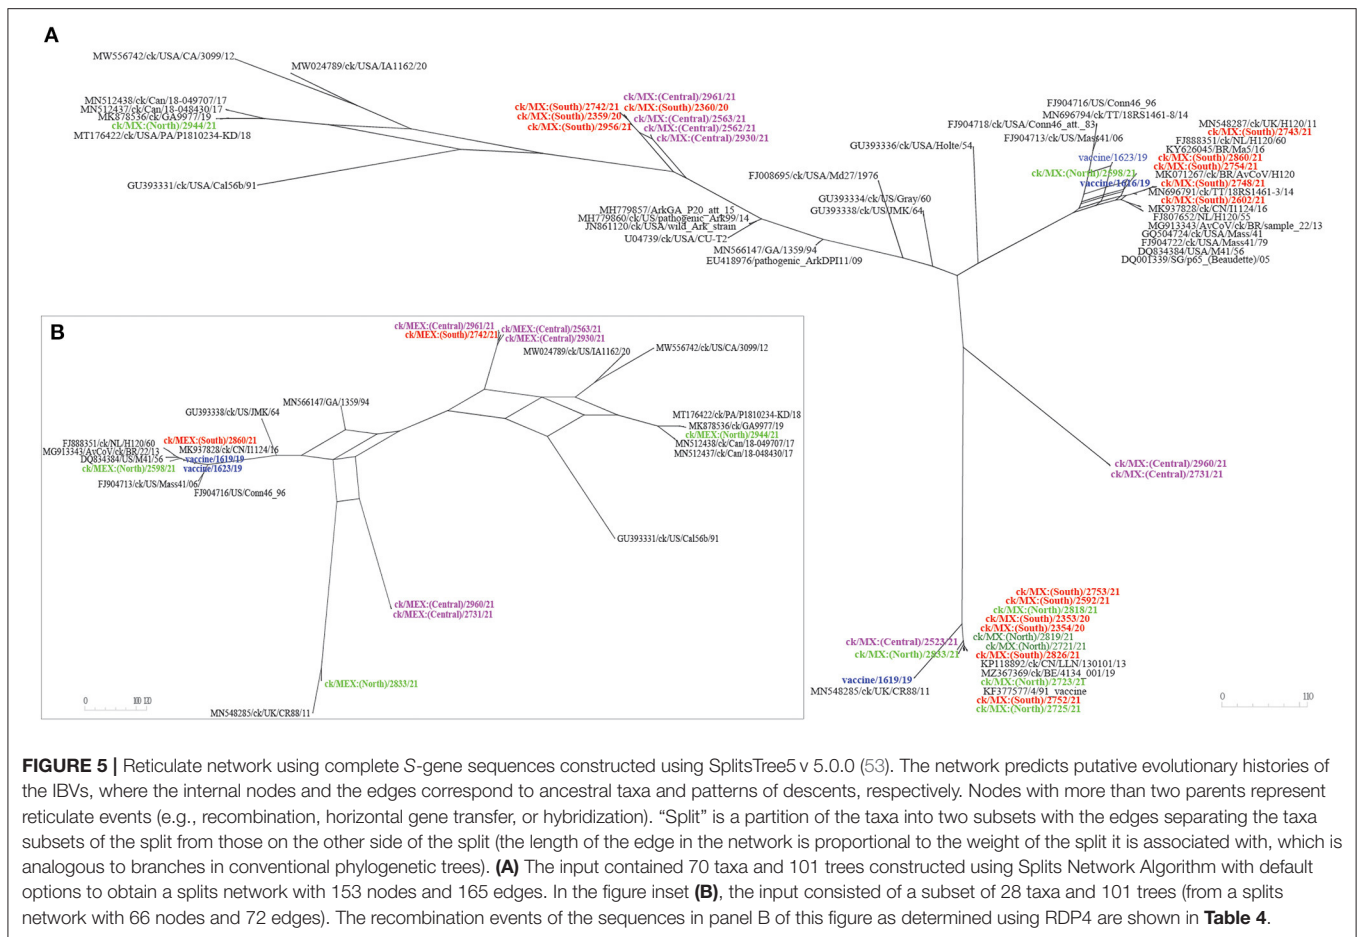 A
MW556742/ck/USA/CA/3099/12
MW024789/ck/USA/IA1162/20
MN512438/ck/Can/18-049707/17
MN512437/ck/Can/18-048430/17
MK878536/ck/GA9977/19
ck/MX:(North)/2944/21
MT176422/ck/USA/PA/P1810234-KD/18
GU393331/ck/USA/Cal56b/91
ck/MX:(Central)/2961/21
ck/MX:(South)/2742/21
ck/MX:(South)/2360/20
ck/MX:(South)/2359/20
ck/MX:(Central)/2563/21
ck/MX:(South)/2956/21
ck/MX:(Central)/2562/21
ck/MX:(Central)/2930/21
MH779857/ArkGA_P20_att_15
MH779860/ck/US/pathogenic_Ark99/14
JN861120/ck/USA/wild_Ark_strain
U04739/ck/USA/CU-T2
MN566147/GA/1359/94
EU418976/pathogenic_ArkDPI11/09
FJ008695/ck/USA/Md27/1976
GU393334/ck/US/Gray/60
GU393338/ck/US/JMK/64
GU393336/ck/USA/Holte/54
FJ904716/US/Conn46_96
MN696794/ck/TT/18RS1461-8/14
FJ904718/ck/USA/Conn46_att._83
FJ904713/ck/US/Mass41/06
MN548287/ck/UK/H120/11
ck/MX:(South)/2743/21
FJ888351/ck/NL/H120/60
KY626045/BR/Ma5/16
vaccine/1623/19
ck/MX:(South)/2860/21
ck/MX:(South)/2754/21
ck/MX:(North)/2598/21
MK071267/ck/BR/AvCoV/H120
vaccine/1616/19
ck/MX:(South)/2748/21
MN696791/ck/TT/18RS1461-3/14
ck/MX:(South)/2602/21
MK937828/ck/CN/I1124/16
FJ807652/NL/H120/55
MG913343/AvCoV/ck/BR/sample_22/13
GQ504724/ck/USA/Mass/41
FJ904722/ck/USA/Mass41/79
DQ834384/USA/M41/56
DQ001339/SG/p65_(Beaudette)/05
ck/MX:(Central)/2960/21
ck/MX:(Central)/2731/21
ck/MX:(South)/2753/21
ck/MX:(South)/2592/21
ck/MX:(North)/2818/21
ck/MX:(South)/2353/20
ck/MX:(South)/2354/20
ck/MX:(North)/2819/21
ck/MX:(Central)/2523/21
ck/MX:(North)/2721/21
ck/MX:(North)/2833/21
ck/MX:(South)/2826/21
KP118892/ck/CN/LLN/130101/13
MZ367369/ck/BE/4134_001/19
vaccine/1619/19
ck/MX:(North)/2723/21
MN548285/ck/UK/CR88/11
KF377577/4/91_vaccine
ck/MX:(South)/2752/21
ck/MX:(North)/2725/21
0
B
ck/MEX:(Central)/2961/21
ck/MEX:(Central)/2563/21
ck/MEX:(South)/2742/21
ck/MEX:(Central)/2930/21
MW024789/ck/US/IA1162/20
MW556742/ck/US/CA/3099/12
MN566147/GA/1359/94
GU393338/ck/US/JMK/64
MT176422/ck/PA/P1810234-KD/18
MK878536/ck/GA9977/19
ck/MEX:(North)/2944/21
MN512438/ck/Can/18-049707/17
MN512437/ck/Can/18-048430/17
ck/MEX:(South)/2860/21
FJ888351/ck/NL/H120/60
MK937828/ck/CN/I1124/16
MG913343/AvCoV/ck/BR/22/13
DQ834384/US/M41/56
vaccine/1619/19
ck/MEX:(North)/2598/21
vaccine/1623/19
FJ904713/ck/US/Mass41/06
FJ904716/US/Conn46_96
GU393331/ck/US/Cal56b/91
ck/MEX:(Central)/2960/21
ck/MEX:(Central)/2731/21
ck/MEX:(North)/2833/21
MN548285/ck/UK/CR88/11
0
FIGURE 5 | Reticulate network using complete S-gene sequences constructed using SplitsTree5 v 5.0.0 (53). The network predicts putative evolutionary histories of
the IBVs, where the internal nodes and the edges correspond to ancestral taxa and patterns of descents, respectively. Nodes with more than two parents represent
reticulate events (e.g., recombination, horizontal gene transfer, or hybridization). “Split” is a partition of the taxa into two subsets with the edges separating the taxa
subsets of the split from those on the other side of the split (the length of the edge in the network is proportional to the weight of the split it is associated with, which is
analogous to branches in conventional phylogenetic trees). (A) The input contained 70 taxa and 101 trees constructed using Splits Network Algorithm with default
options to obtain a splits network with 153 nodes and 165 edges. In the figure inset (B), the input consisted of a subset of 28 taxa and 101 trees (from a splits
network with 66 nodes and 72 edges). The recombination events of the sequences in panel B of this figure as determined using RDP4 are shown in Table 4.